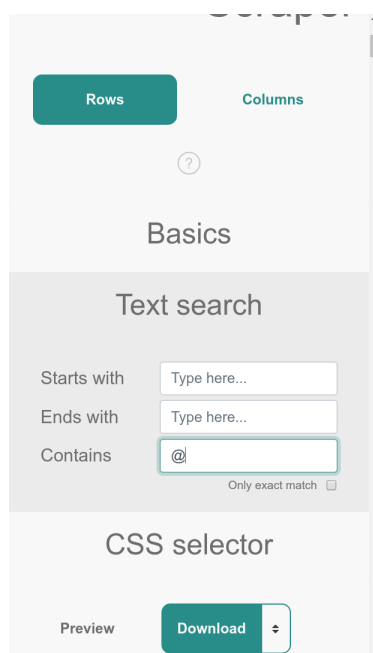 Scraper
Rows Columns
?
Basics
Text search
Starts with Type here...
Ends with Type here...
Contains @
Only exact match
CSS selector
Preview Download